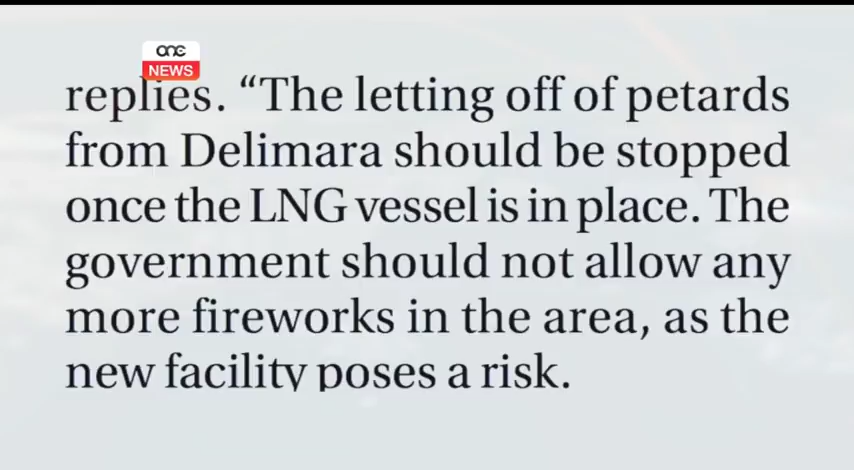 one
NEWS
replies. “The letting off of petards
from Delimara should be stopped
once the LNG vessel is in place. The
government should not allow any
more fireworks in the area, as the
new facility poses a risk.